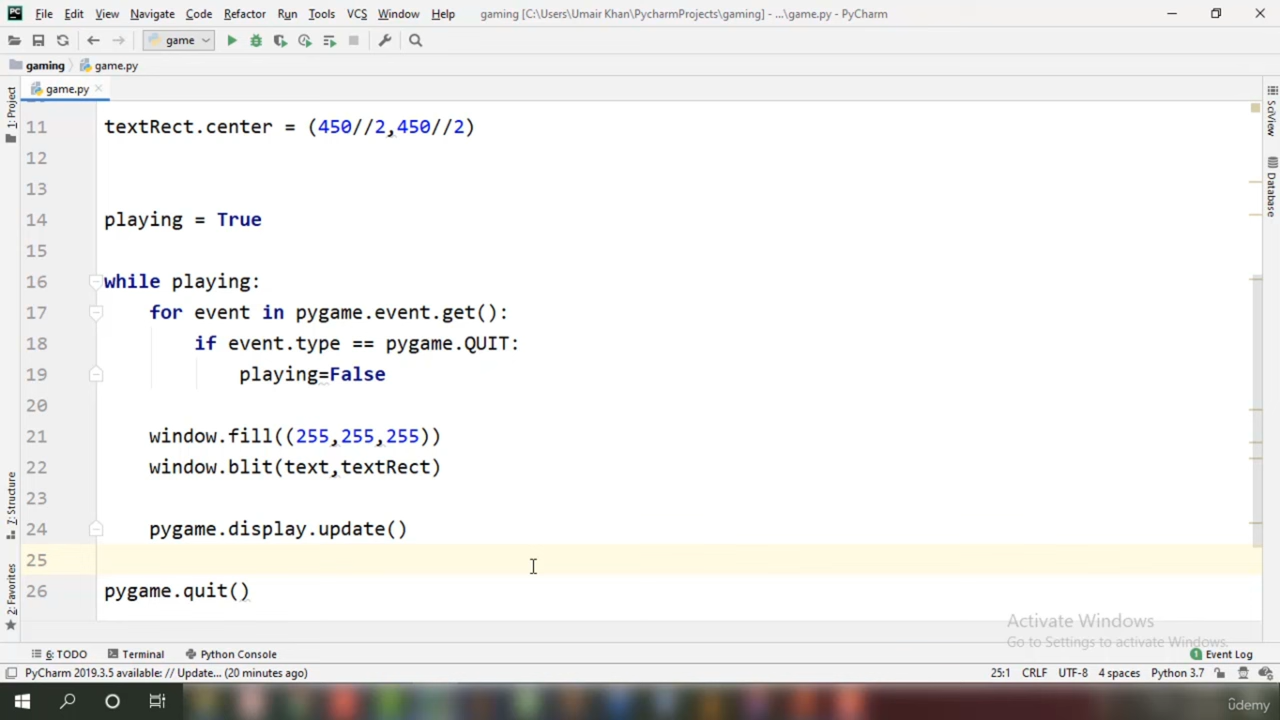 File Edit View Navigate Code Refactor Run Tools VCS Window Help gaming [C:\Users\Umair Khan\PycharmProjects\gaming] - ...\game.py - PyCharm
game
gaming game.py
game.py
1: Project
SciView
Database
Z: Structure
2: Favorites
11 textRect.center = (450//2,450//2)
12
13
14 playing = True
15
16 while playing:
17 for event in pygame.event.get():
18 if event.type == pygame.QUIT:
19 playing=False
20
21 window.fill((255,255,255))
22 window.blit(text,textRect)
23
24 pygame.display.update()
25
26 pygame.quit()
Activate Windows
Go to Settings to activate Windows.
6: TODO Terminal Python Console 1 Event Log
PyCharm 2019.3.5 available: // Update... (20 minutes ago) 25:1 CRLF UTF-8 4 spaces Python 3.7
ûdemy